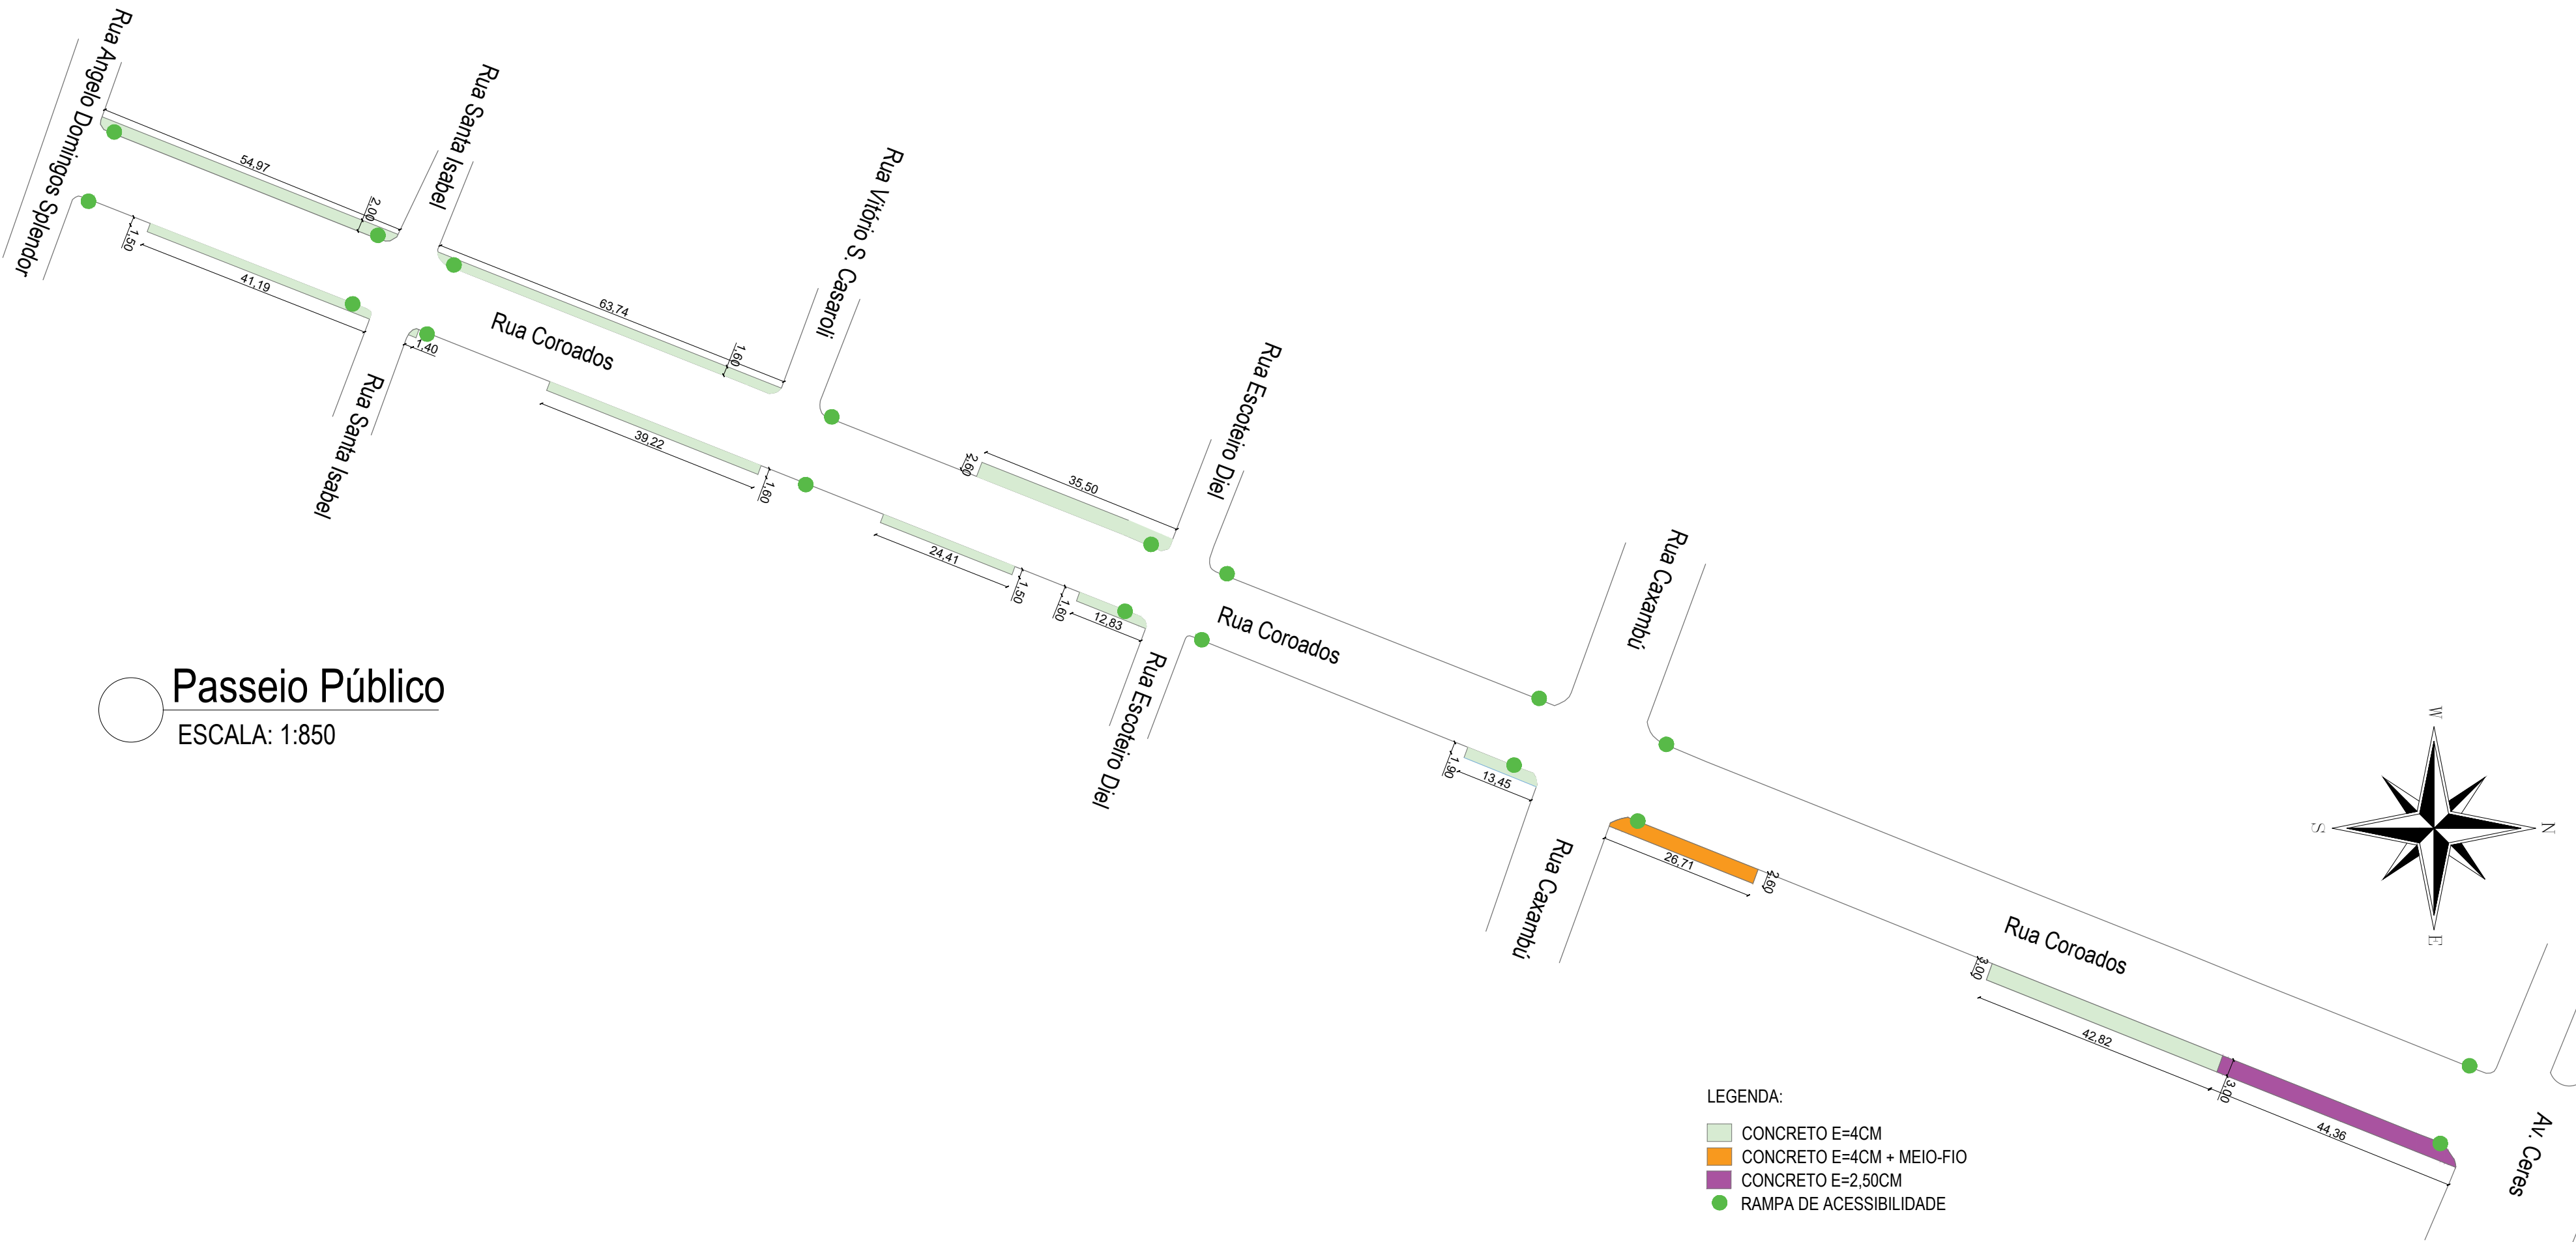 Rua Angelo Domingos Splendor
54,97
2,00
1,50
41,19
Rua Santa Isabel
Rua Santa Isabel
1,40
63,74
1,60
Rua Coroados
39,22
1,60
Rua Vitório S. Casaroli
2,60
35,50
24,41
1,50
1,60
12,83
Rua Escoteiro Diel
Rua Escoteiro Diel
Rua Coroados
1,90
13,45
Rua Caxambú
Rua Caxambú
26,71
2,60
Rua Coroados
3,00
42,82
3,00
44,36
Av. Ceres
Passeio Público
ESCALA: 1:850
W
S
N
E
LEGENDA:
CONCRETO E=4CM
CONCRETO E=4CM + MEIO-FIO
CONCRETO E=2,50CM
RAMPA DE ACESSIBILIDADE